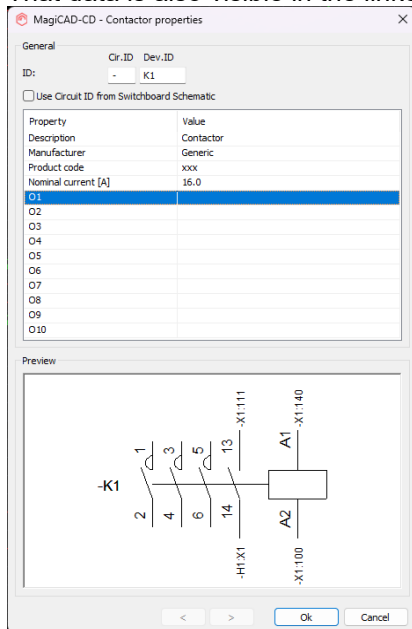 MagiCAD-CD - Contactor properties
General
Cir.ID Dev.ID
ID: - K1
Use Circuit ID from Switchboard Schematic
Property Value
Description Contactor
Manufacturer Generic
Product code xxx
Nominal current [A] 16.0
O1
O2
O3
O4
O5
O6
O7
O8
O9
O10
Preview
-X1:111
-X1:140
1 3 5 13 A1
-K1
2 4 6 14 A2
-H1:X1
-X1:100
< >
Ok Cancel